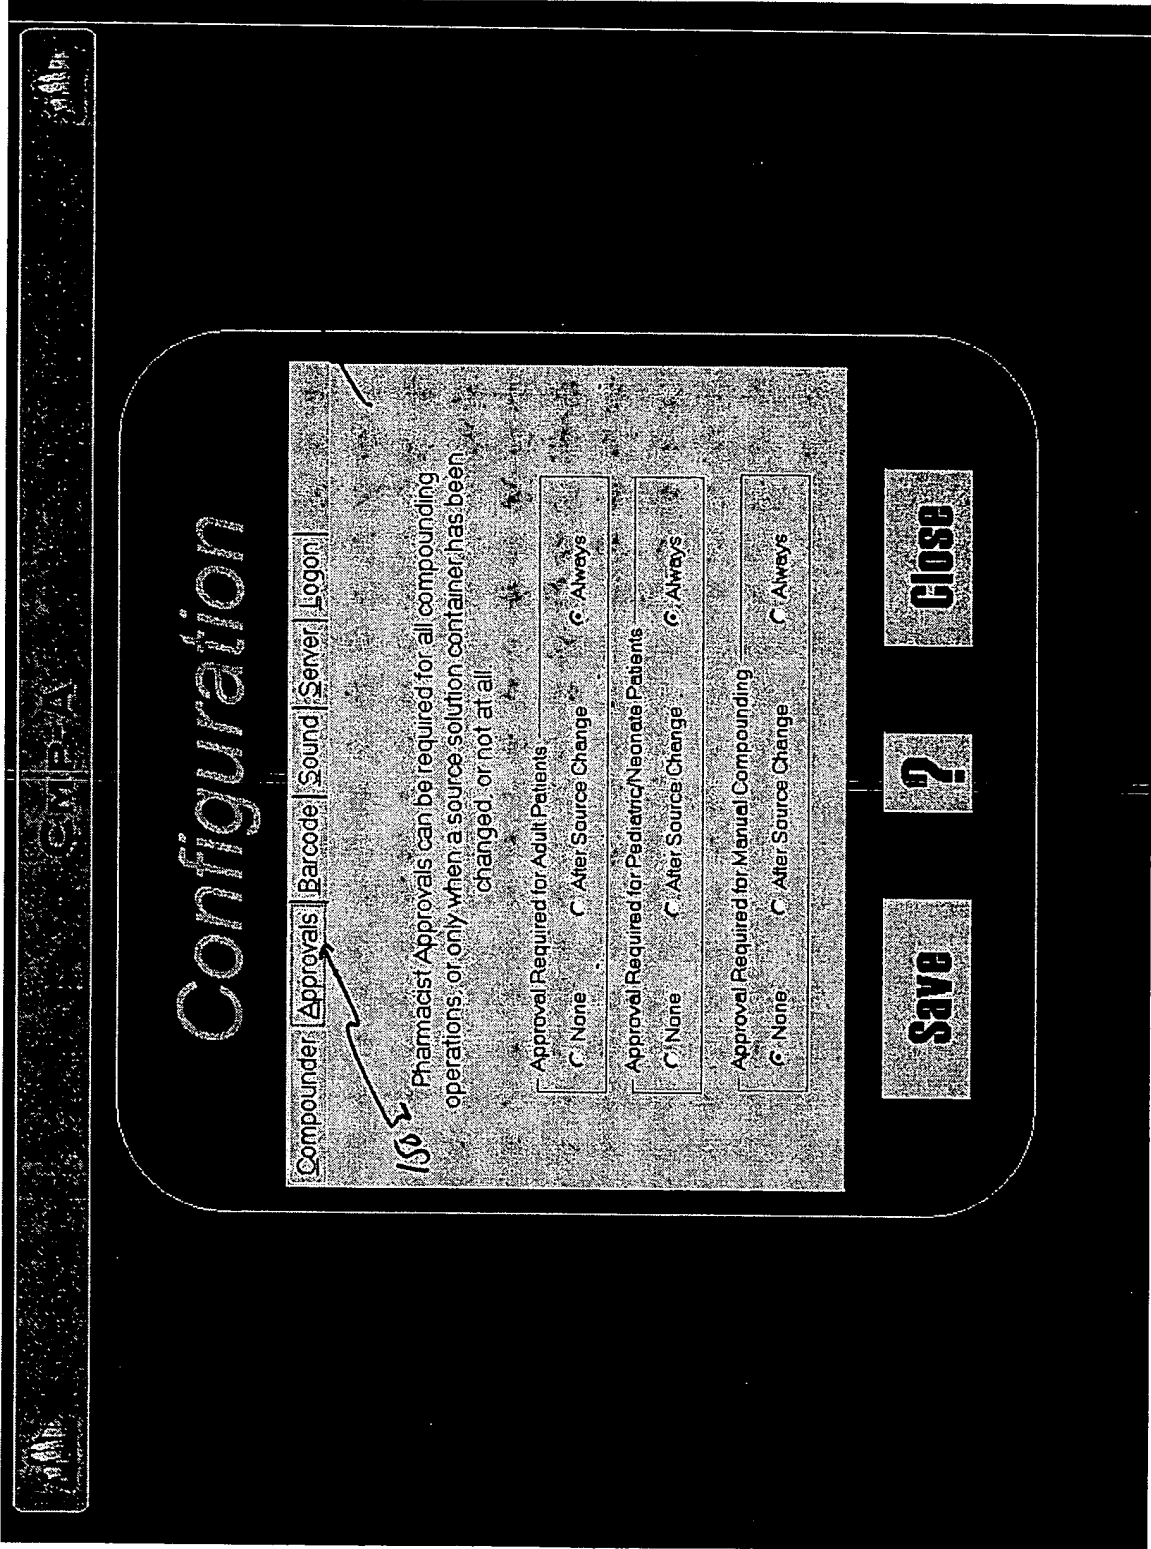 C-M-P-A
Configuration
Compounder Approvals Barcode Sound Server Logon
1502
Pharmacist Approvals can be required for all compounding
operations, or only when a source solution container has been
changed, or not at all
Approval Required for Adult Patients
None After Source Change Always
Approval Required for Pediatric/Neonate Patients
None After Source Change Always
Approval Required for Manual Compounding
None After Source Change Always
Save ? Close